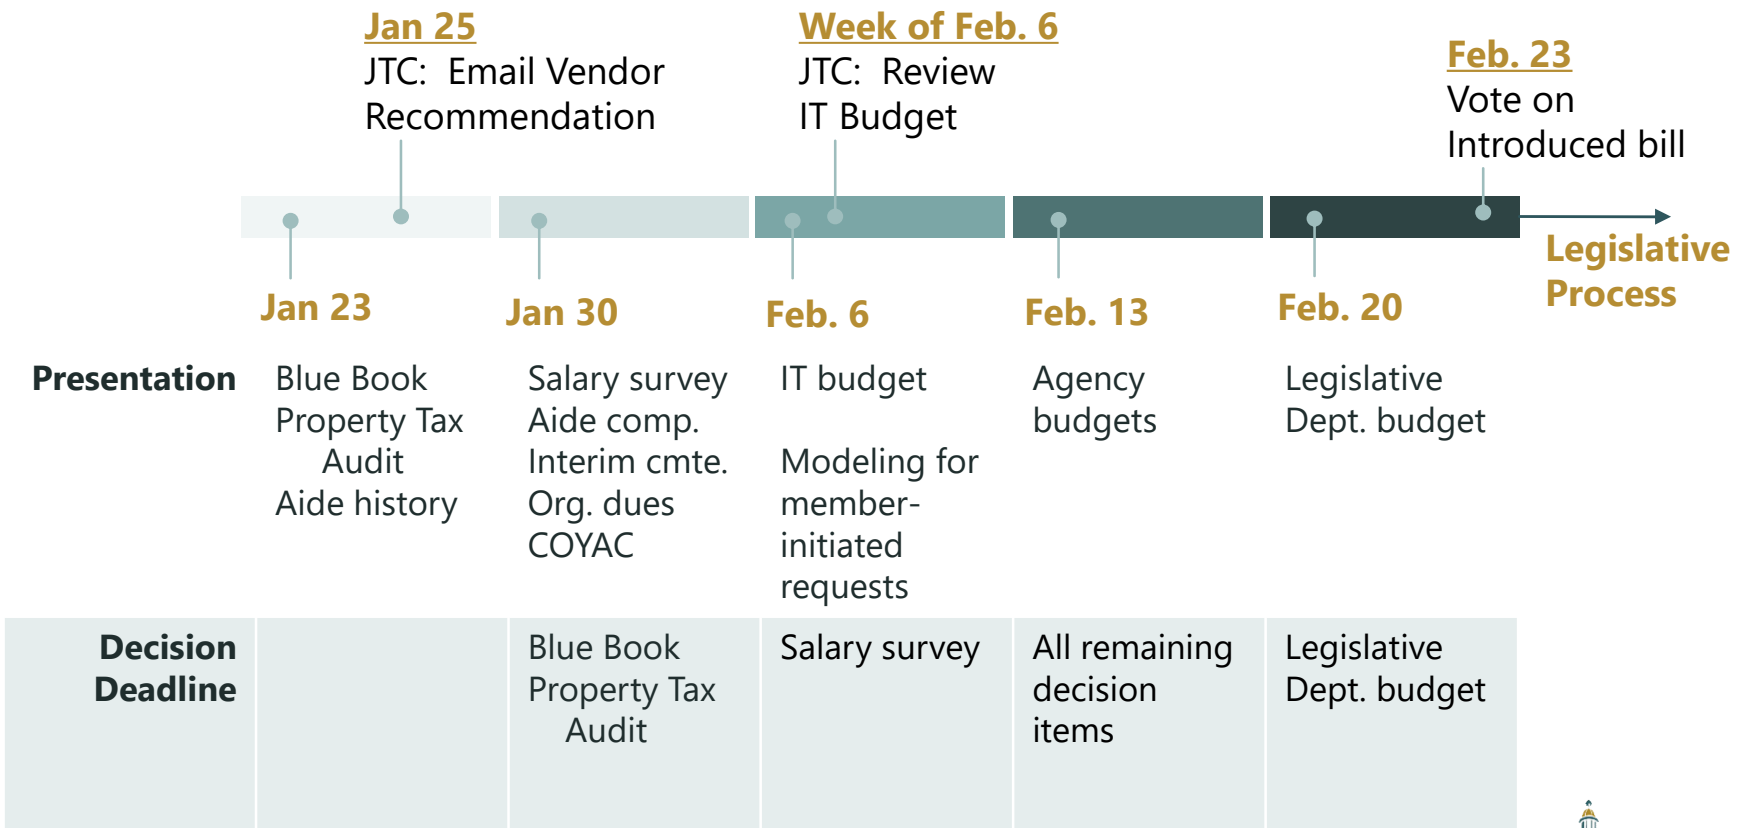 Jan 25
JTC:  Email Vendor
Recommendation
Week of Feb. 6
JTC:  Review
IT Budget
Feb. 23
Vote on
Introduced bill
Legislative
Process
Jan 23
Jan 30
Feb. 6
Feb. 13
Feb. 20
Presentation
Blue Book
Property Tax
Audit
Aide history
Salary survey
Aide comp.
Interim cmte.
Org. dues
COYAC
IT budget
Modeling for
member-
initiated
requests
Agency
budgets
Legislative
Dept. budget
Decision
Deadline
Blue Book
Property Tax
Audit
Salary survey
All remaining
decision
items
Legislative
Dept. budget